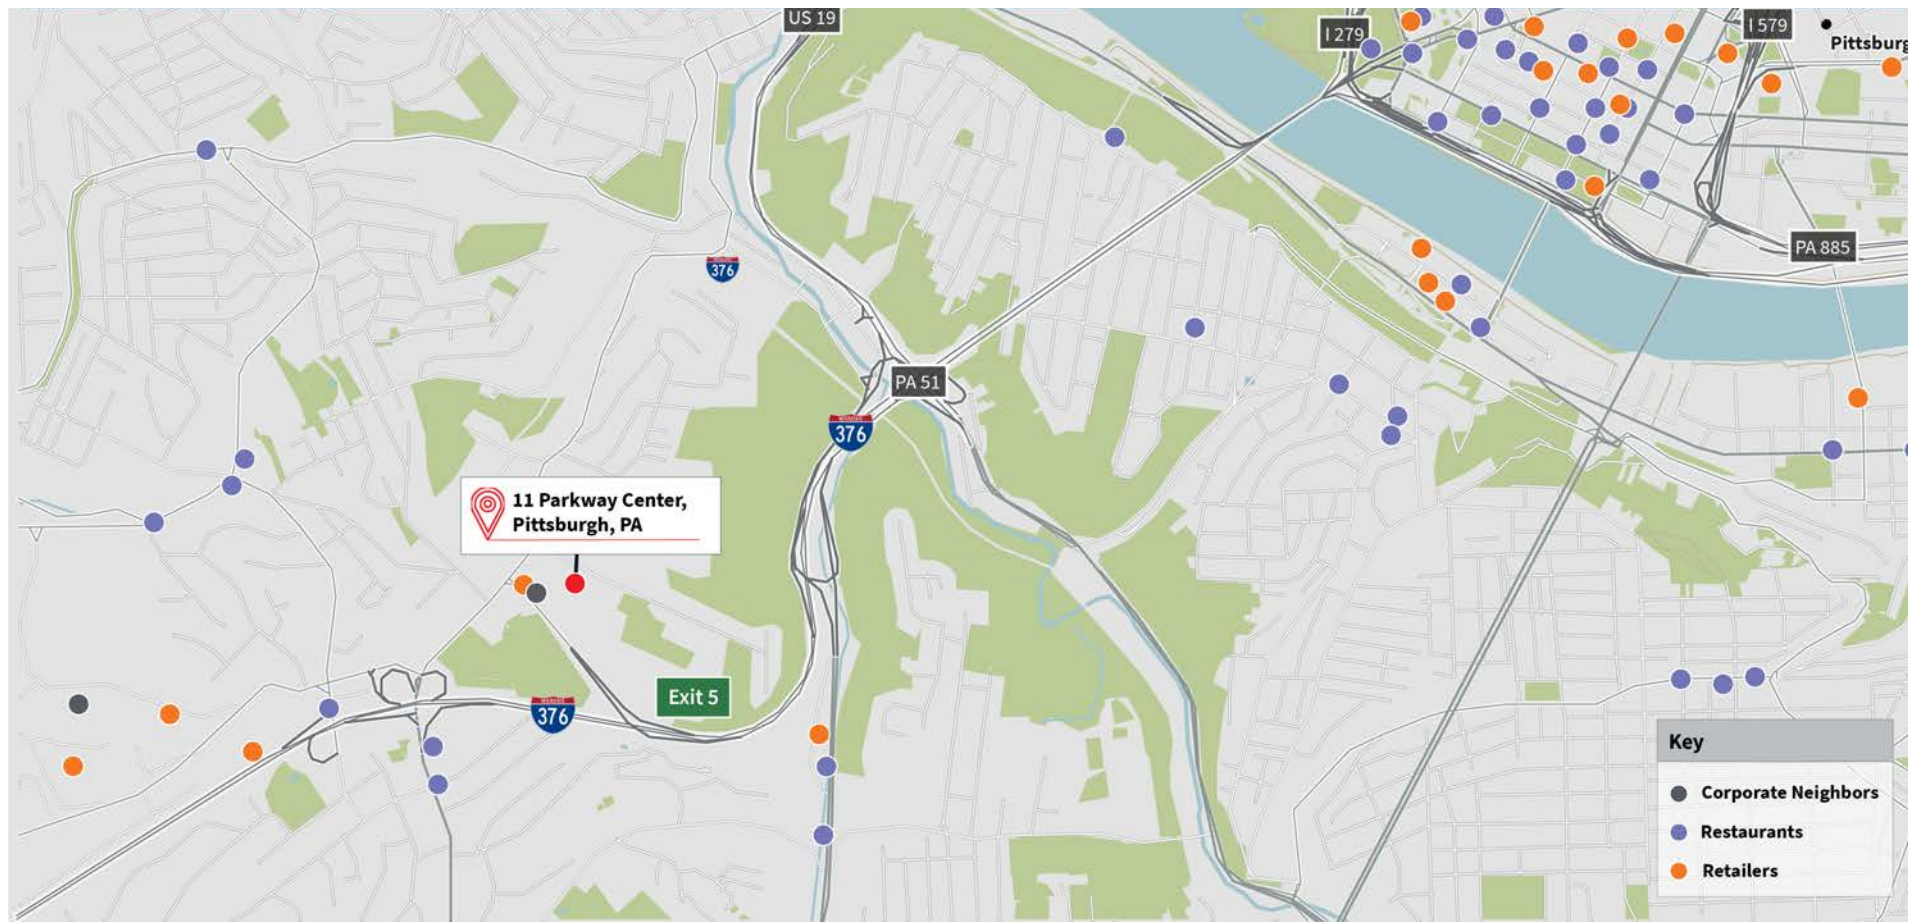 US 19
I 279
I 579
Pittsburg
PA 885
376
PA 51
376
11 Parkway Center,
Pittsburgh, PA
Exit 5
376
Key
Corporate Neighbors
Restaurants
Retailers